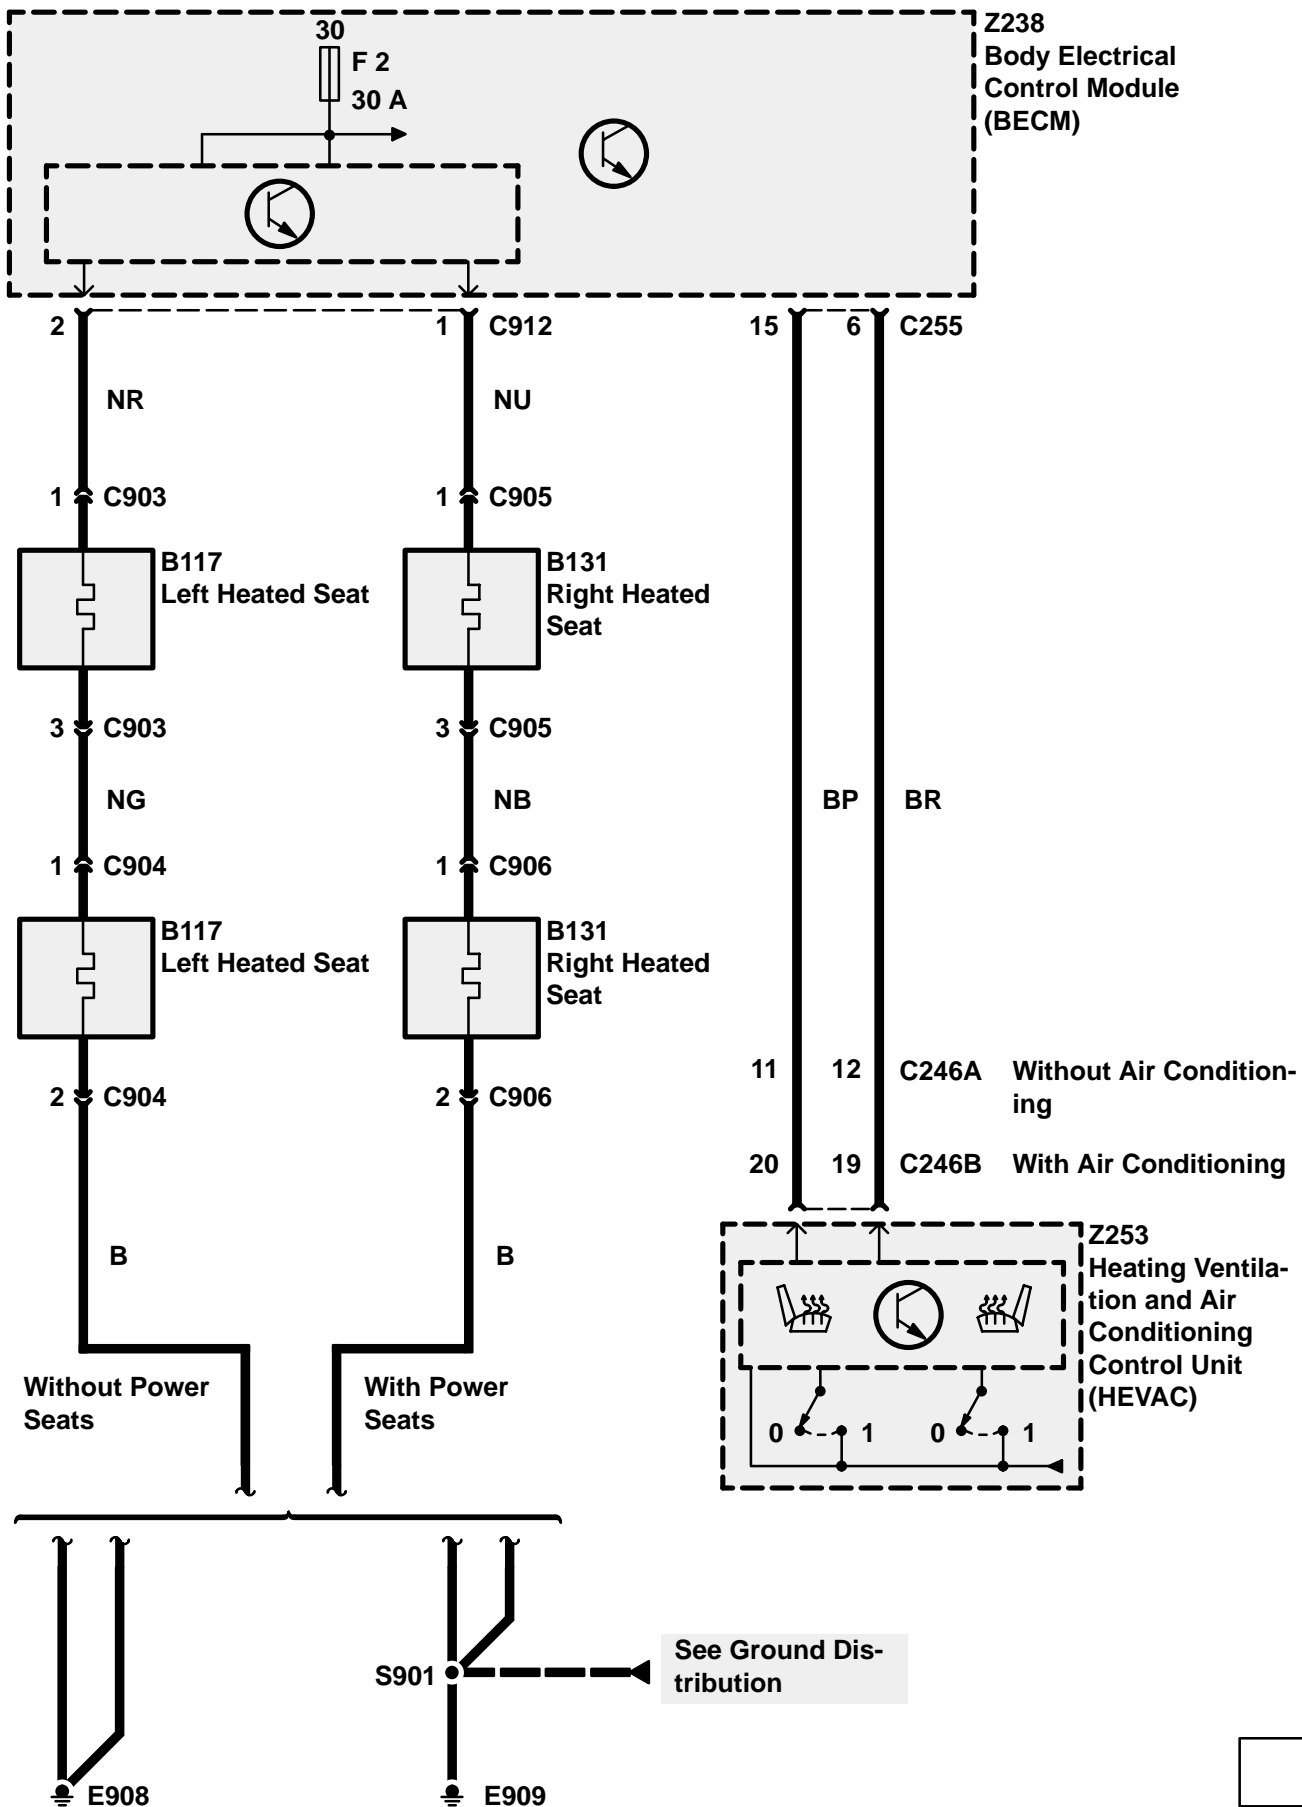 30
F 2
30 A
Z238
Body Electrical
Control Module
(BECM)
2
1
C912
15
6
C255
NR
NU
1
C903
1
C905
B117
Left Heated Seat
B131
Right Heated
Seat
3
C903
3
C905
NG
NB
BP
BR
1
C904
1
C906
B117
Left Heated Seat
B131
Right Heated
Seat
11
12
C246A
Without Air Condition-
ing
2
C904
2
C906
20
19
C246B
With Air Conditioning
B
B
Z253
Heating Ventila-
tion and Air
Conditioning
Control Unit
(HEVAC)
0
1
0
1
Without Power
Seats
With Power
Seats
See Ground Dis-
tribution
S901
E908
E909